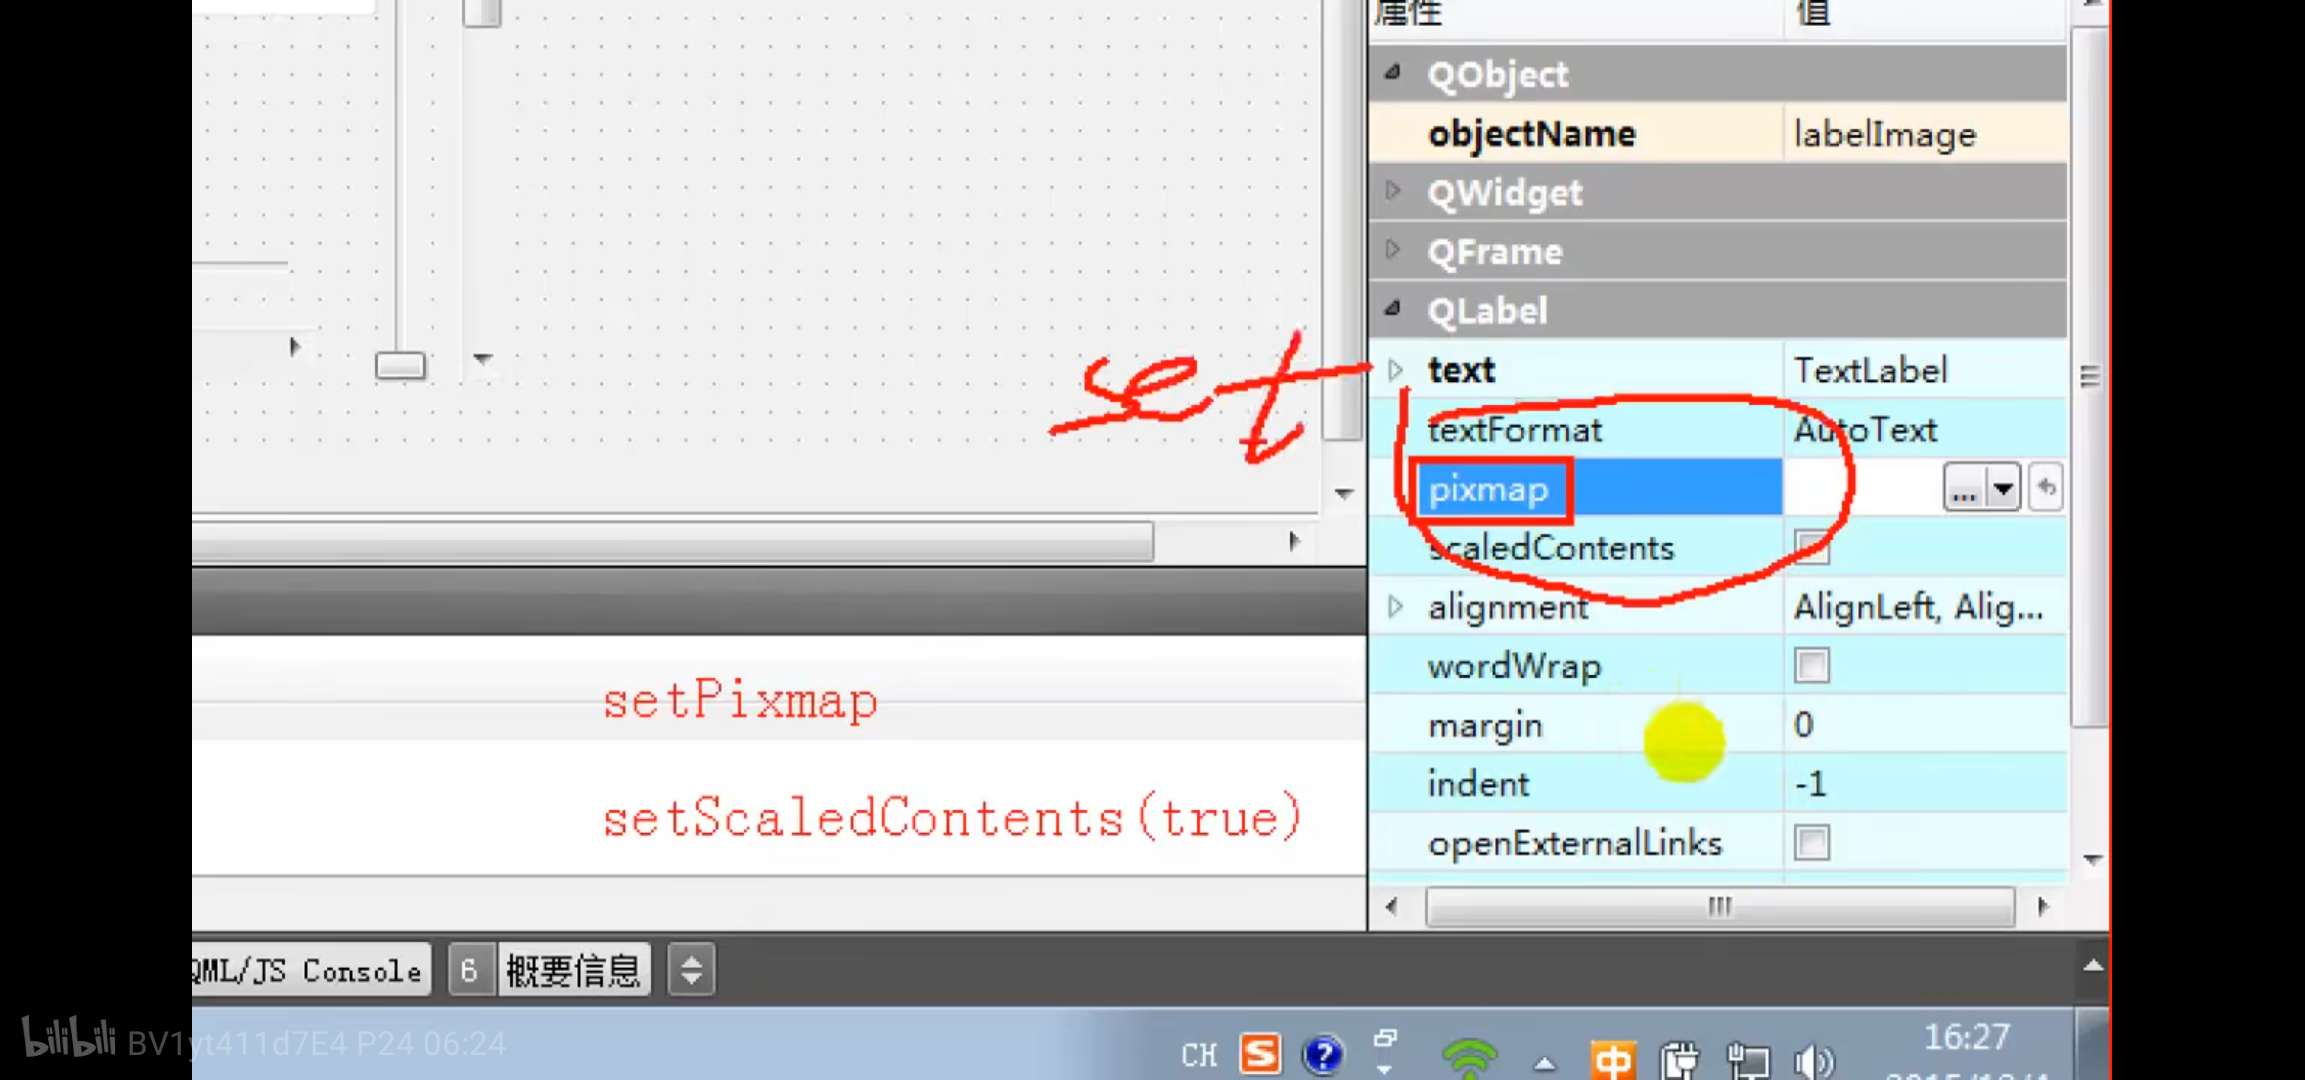 属性 值
QObject
objectName labelImage
QWidget
QFrame
QLabel
set
text TextLabel
textFormat AutoText
pixmap ...
scaledContents
alignment AlignLeft, Alig...
wordWrap
margin 0
indent -1
openExternalLinks
setPixmap
setScaledContents(true)
QML/JS Console 6 概要信息
bilibili BV1yt411d7E4 P24 06:24
CH S ? 中 16:27